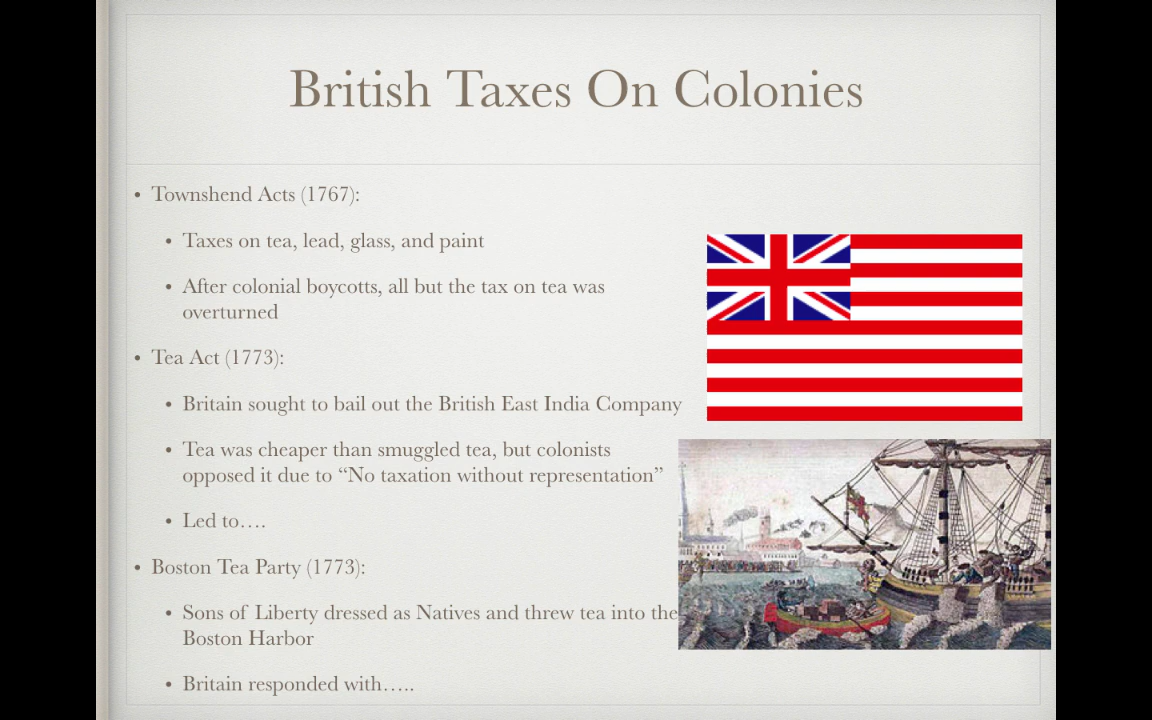 British Taxes On Colonies
• Townshend Acts (1767):
• Taxes on tea, lead, glass, and paint
• After colonial boycotts, all but the tax on tea was
overturned
• Tea Act (1773):
• Britain sought to bail out the British East India Company
• Tea was cheaper than smuggled tea, but colonists
opposed it due to “No taxation without representation”
• Led to….
• Boston Tea Party (1773):
• Sons of Liberty dressed as Natives and threw tea into the
Boston Harbor
• Britain responded with…..